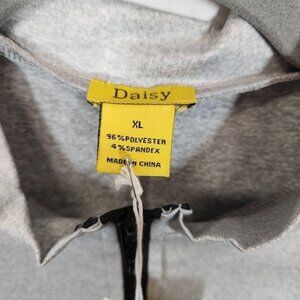 Daisy
XL
96%POLYESTER
4%SPANDEX
MADE IN CHINA